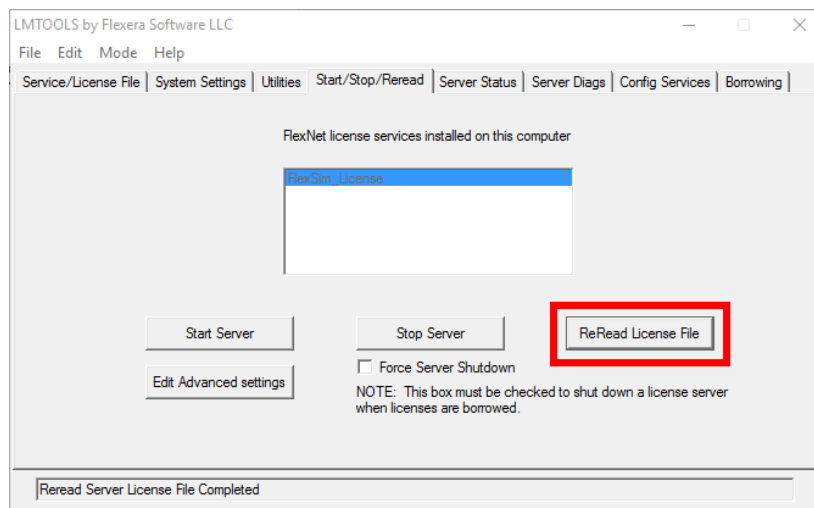 LMTOOLS by Flexera Software LLC
File Edit Mode Help
Service/License File System Settings Utilities Start/Stop/Reread Server Status Server Diags Config Services Borrowing
FlexNet license services installed on this computer
FlexSim_License
Start Server Stop Server ReRead License File
Force Server Shutdown
Edit Advanced settings
NOTE: This box must be checked to shut down a license server
when licenses are borrowed.
Reread Server License File Completed